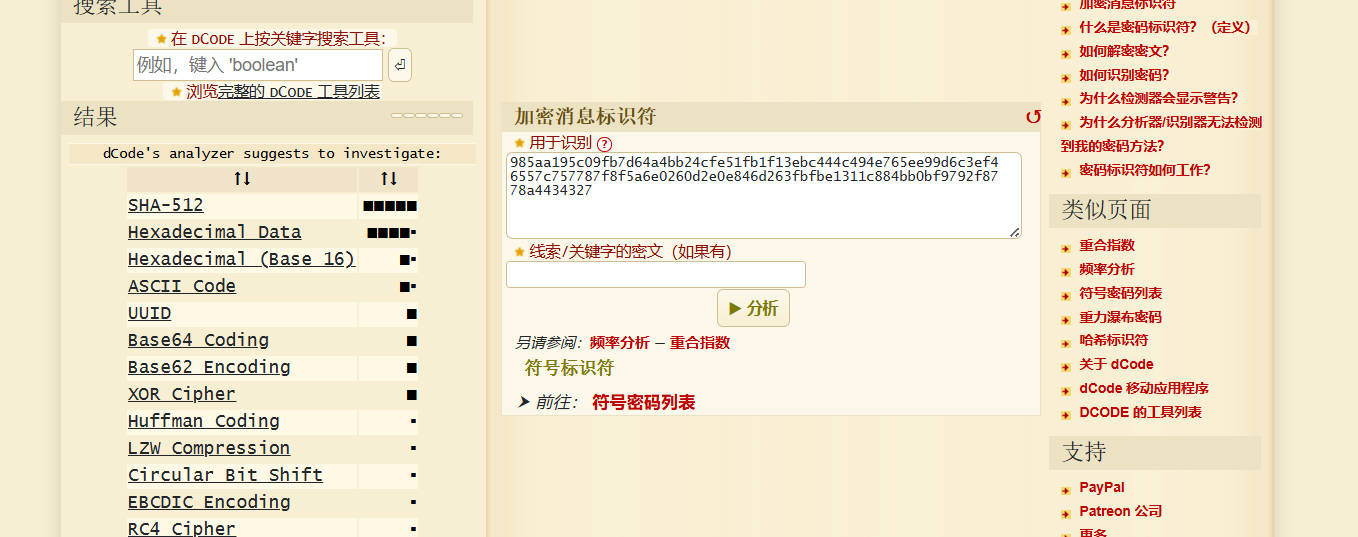 搜索工具
★ 在 DCODE 上按关键字搜索工具：
例如，键入 'boolean'
★ 浏览完整的 DCODE 工具列表
结果
dCode's analyzer suggests to investigate:
↑↓ ↑↓
SHA-512 ■■■■■
Hexadecimal Data ■■■■▪
Hexadecimal (Base 16) ■▪
ASCII Code ■▪
UUID ■
Base64 Coding ■
Base62 Encoding ■
XOR Cipher ■
Huffman Coding ▪
LZW Compression ▪
Circular Bit Shift ▪
EBCDIC Encoding ▪
RC4 Cipher ▪
加密消息标识符
★ 用于识别 ?
985aa195c09fb7d64a4bb24cfe51fb1f13ebc444c494e765ee99d6c3ef4
6557c757787f8f5a6e0260d2e0e846d263fbfbe1311c884bb0bf9792f87
78a4434327
★ 线索/关键字的密文（如果有）
▶ 分析
另请参阅：频率分析 – 重合指数
符号标识符
➤ 前往： 符号密码列表
加密消息标识符
什么是密码标识符？（定义）
如何解密密文？
如何识别密码？
为什么检测器会显示警告？
为什么分析器/识别器无法检测
到我的密码方法？
密码标识符如何工作？
类似页面
重合指数
频率分析
符号密码列表
重力瀑布密码
哈希标识符
关于 dCode
dCode 移动应用程序
DCODE 的工具列表
支持
PayPal
Patreon 公司
更多